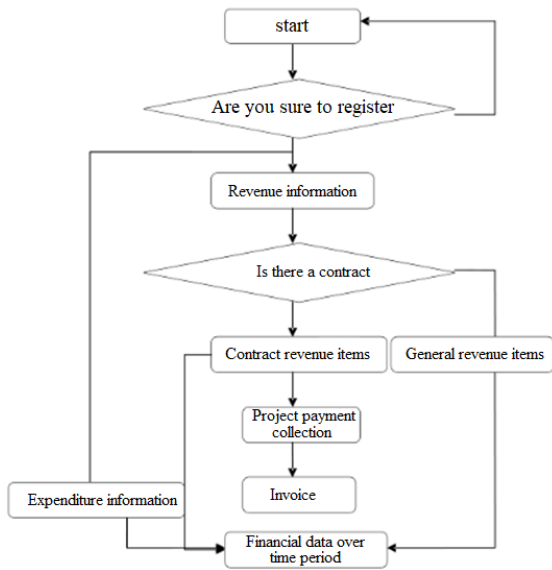 start
Are you sure to register
Revenue information
Is there a contract
Contract revenue items
General revenue items
Project payment
collection
Invoice
Expenditure information
Financial data over
time period